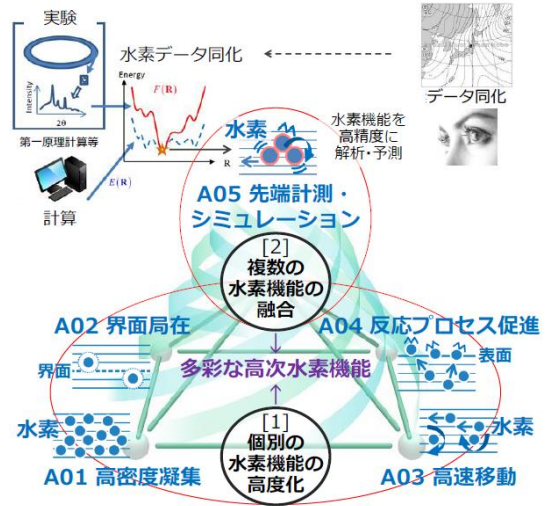 実験
Intensity
2θ
第一原理計算等
計算
水素データ同化
Energy
F(R)
E(R)
R
データ同化
水素
水素機能を
高精度に
解析・予測
A05 先端計測・
シミュレーション
[2]
複数の
水素機能の
融合
A02 界面局在
界面
A04 反応プロセス促進
表面
多彩な高次水素機能
水素
A01 高密度凝集
[1]
個別の
水素機能の
高度化
水素
A03 高速移動